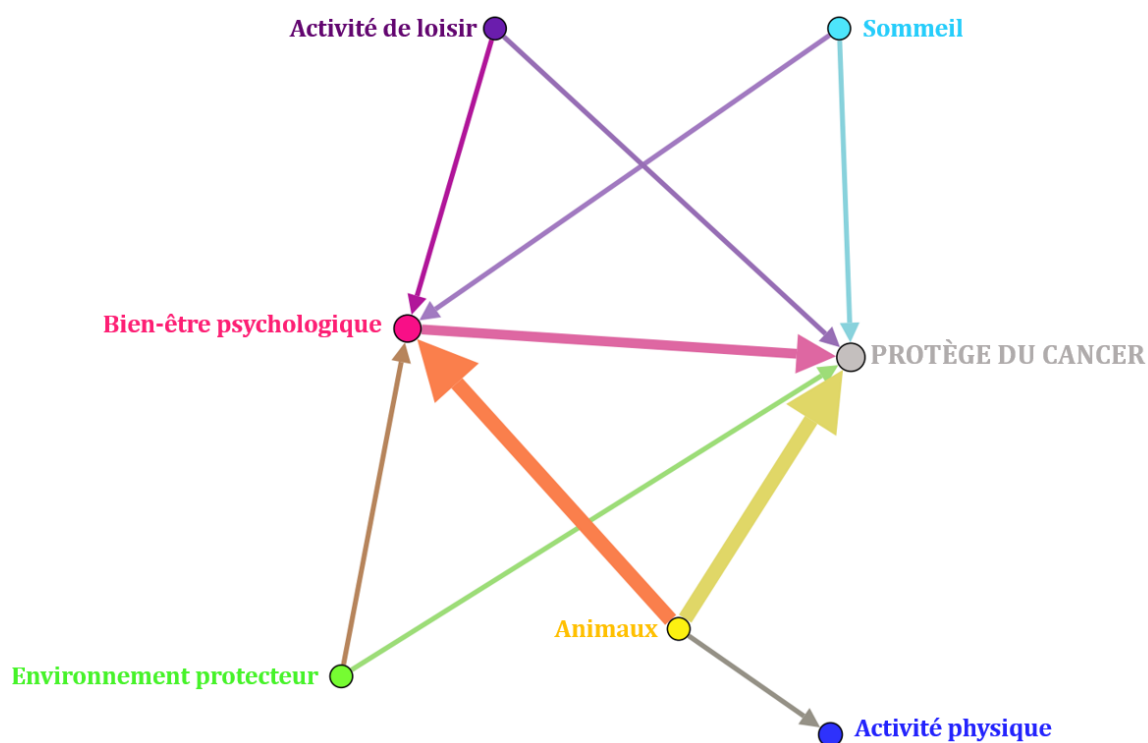 Activité de loisir
Sommeil
Bien-être psychologique
PROTÈGE DU CANCER
Animaux
Environnement protecteur
Activité physique